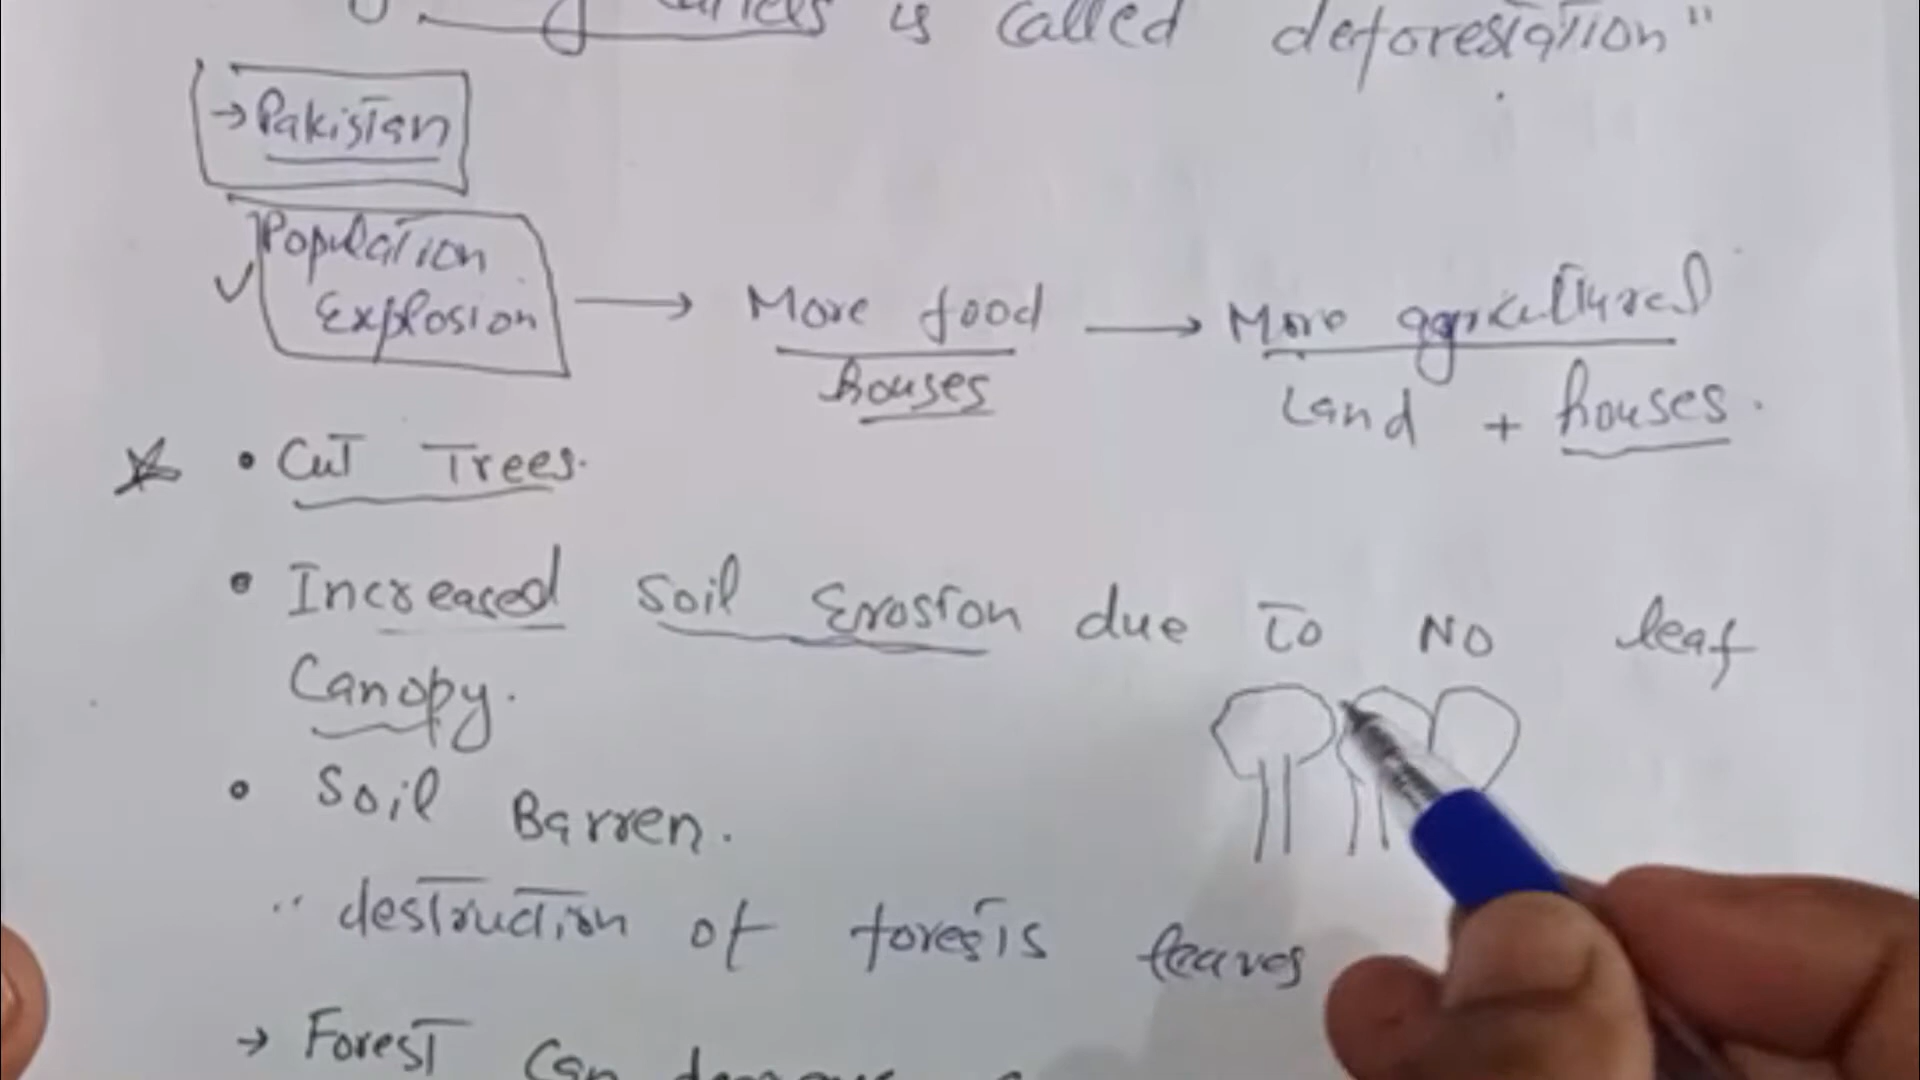 is called deforestation"
→ Pakistan
Population
Explosion → More food → More agricultural
houses Land + houses.
• Cut Trees.
• Increased soil Erosion due to NO leaf
Canopy.
• Soil Barren.
" destruction of forests leaves
→ Forest can